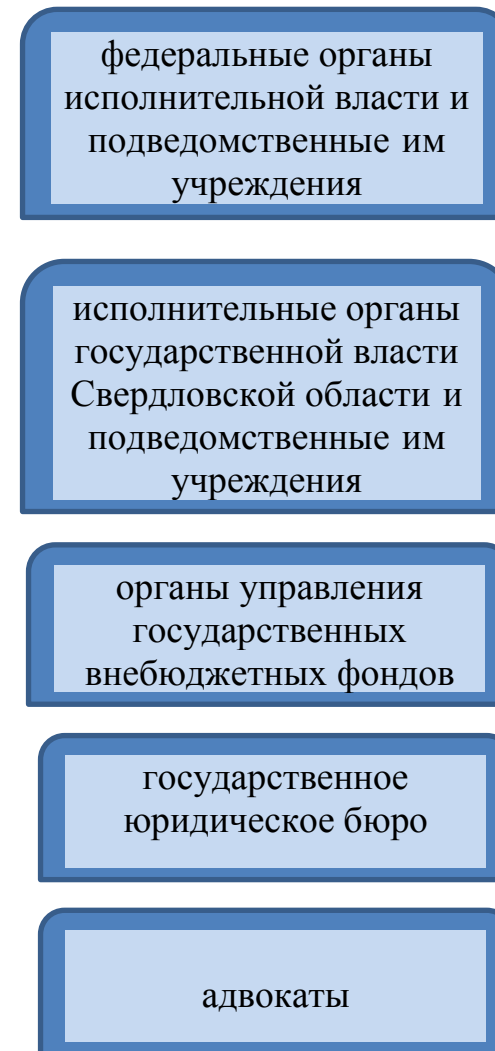 федеральные органы
исполнительной власти и
подведомственные им
учреждения
исполнительные органы
государственной власти
Свердловской области и
подведомственные им
учреждения
органы управления
государственных
внебюджетных фондов
государственное
юридическое бюро
адвокаты